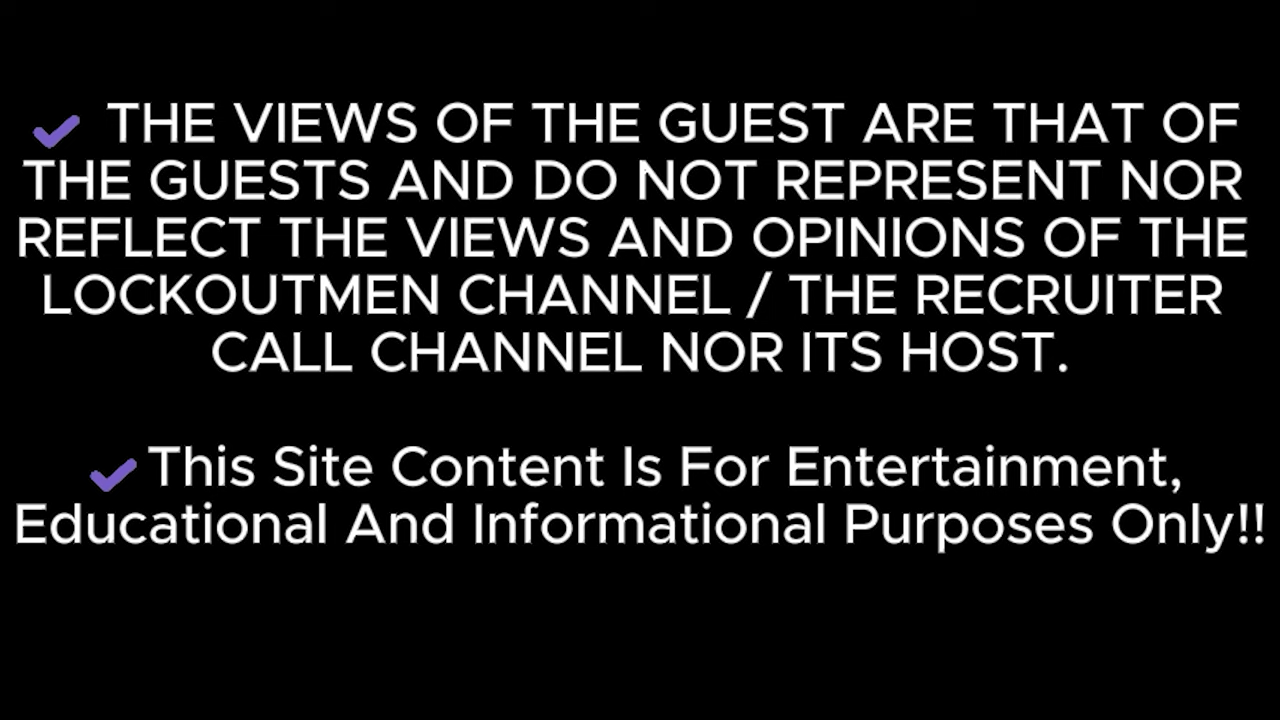 ✔ THE VIEWS OF THE GUEST ARE THAT OF
THE GUESTS AND DO NOT REPRESENT NOR
REFLECT THE VIEWS AND OPINIONS OF THE
LOCKOUTMEN CHANNEL / THE RECRUITER
CALL CHANNEL NOR ITS HOST.
✔ This Site Content Is For Entertainment,
Educational And Informational Purposes Only!!